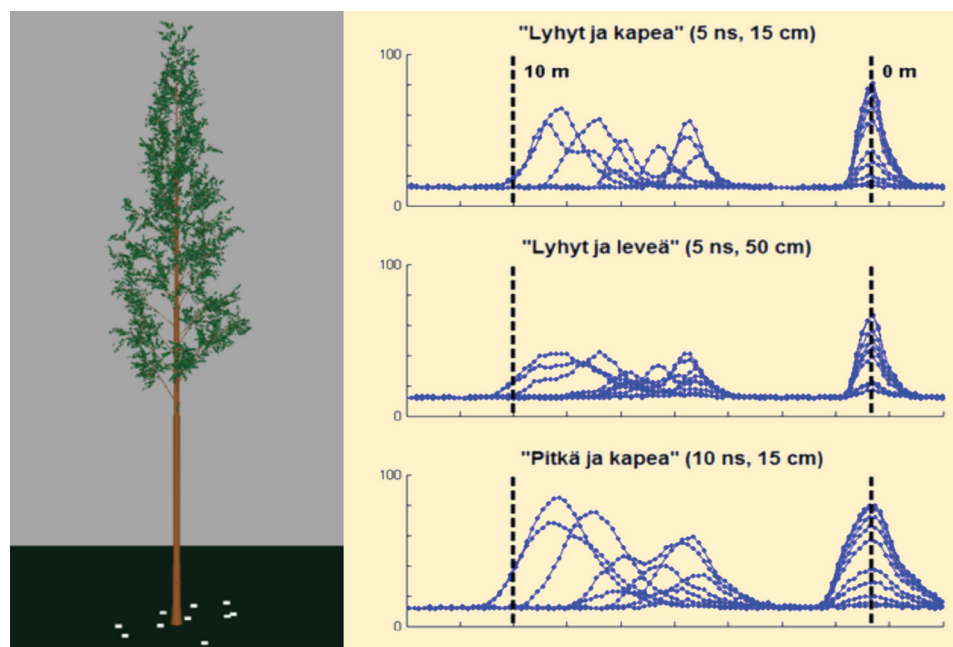 "Lyhyt ja kapea" (5 ns, 15 cm)
100
10 m
0 m
0
"Lyhyt ja leveä" (5 ns, 50 cm)
100
0
"Pitkä ja kapea" (10 ns, 15 cm)
100
0